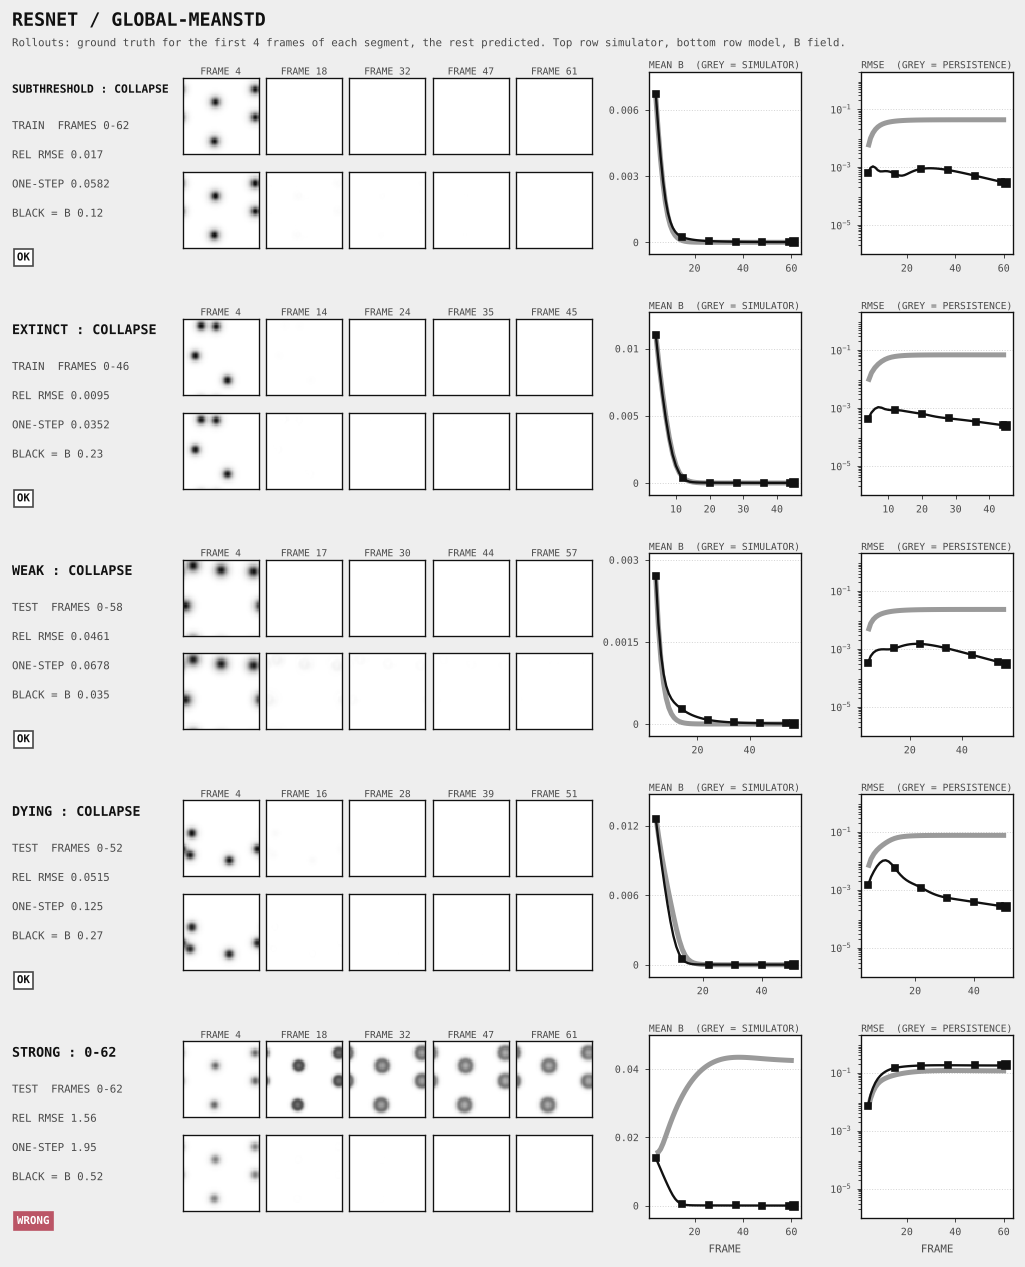 RESNET / GLOBAL-MEANSTD
Rollouts: ground truth for the first 4 frames of each segment, the rest predicted. Top row simulator, bottom row model, B field.
SUBTHRESHOLD : COLLAPSE
TRAIN  FRAMES 0-62
REL RMSE 0.017
ONE-STEP 0.0582
BLACK = B 0.12
OK
FRAME 4
FRAME 18
FRAME 32
FRAME 47
FRAME 61
MEAN B  (GREY = SIMULATOR)
0.006
0.003
0
20
40
60
RMSE  (GREY = PERSISTENCE)
10⁻¹
10⁻³
10⁻⁵
20
40
60
EXTINCT : COLLAPSE
TRAIN  FRAMES 0-46
REL RMSE 0.0095
ONE-STEP 0.0352
BLACK = B 0.23
OK
FRAME 4
FRAME 14
FRAME 24
FRAME 35
FRAME 45
MEAN B  (GREY = SIMULATOR)
0.01
0.005
0
10
20
30
40
RMSE  (GREY = PERSISTENCE)
10⁻¹
10⁻³
10⁻⁵
10
20
30
40
WEAK : COLLAPSE
TEST  FRAMES 0-58
REL RMSE 0.0461
ONE-STEP 0.0678
BLACK = B 0.035
OK
FRAME 4
FRAME 17
FRAME 30
FRAME 44
FRAME 57
MEAN B  (GREY = SIMULATOR)
0.003
0.0015
0
20
40
RMSE  (GREY = PERSISTENCE)
10⁻¹
10⁻³
10⁻⁵
20
40
DYING : COLLAPSE
TEST  FRAMES 0-52
REL RMSE 0.0515
ONE-STEP 0.125
BLACK = B 0.27
OK
FRAME 4
FRAME 16
FRAME 28
FRAME 39
FRAME 51
MEAN B  (GREY = SIMULATOR)
0.012
0.006
0
20
40
RMSE  (GREY = PERSISTENCE)
10⁻¹
10⁻³
10⁻⁵
20
40
STRONG : 0-62
TEST  FRAMES 0-62
REL RMSE 1.56
ONE-STEP 1.95
BLACK = B 0.52
WRONG
FRAME 4
FRAME 18
FRAME 32
FRAME 47
FRAME 61
MEAN B  (GREY = SIMULATOR)
0.04
0.02
0
20
40
60
FRAME
RMSE  (GREY = PERSISTENCE)
10⁻¹
10⁻³
10⁻⁵
20
40
60
FRAME